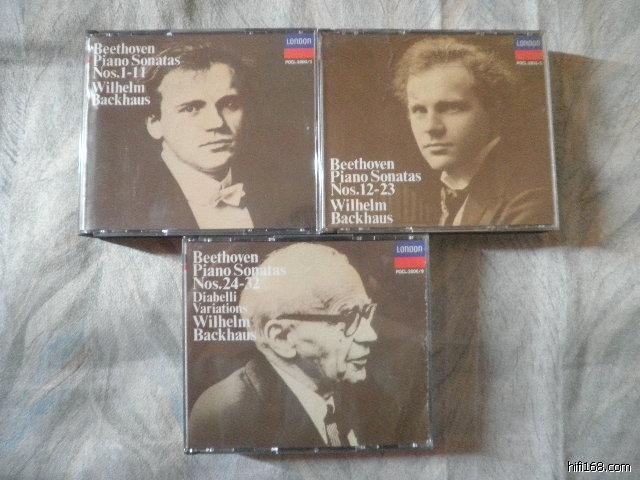 Beethoven
Piano Sonatas
Nos.1-11
Wilhelm
Backhaus
LONDON
Beethoven
Piano Sonatas
Nos.12-23
Wilhelm
Backhaus
LONDON
Beethoven
Piano Sonatas
Nos.24-32
Diabelli
Variations
Wilhelm
Backhaus
LONDON
hifi168.com